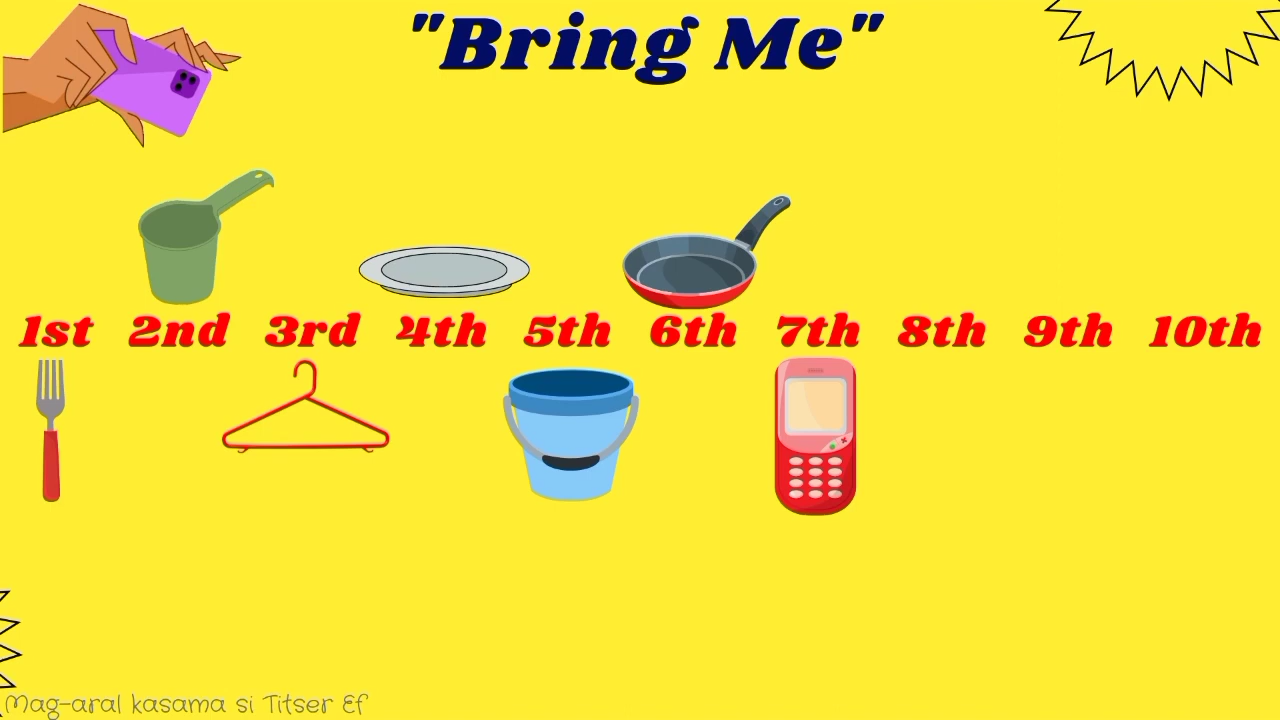 "Bring Me"
1st 2nd 3rd 4th 5th 6th 7th 8th 9th 10th
Mag-aral kasama si Titser Ef